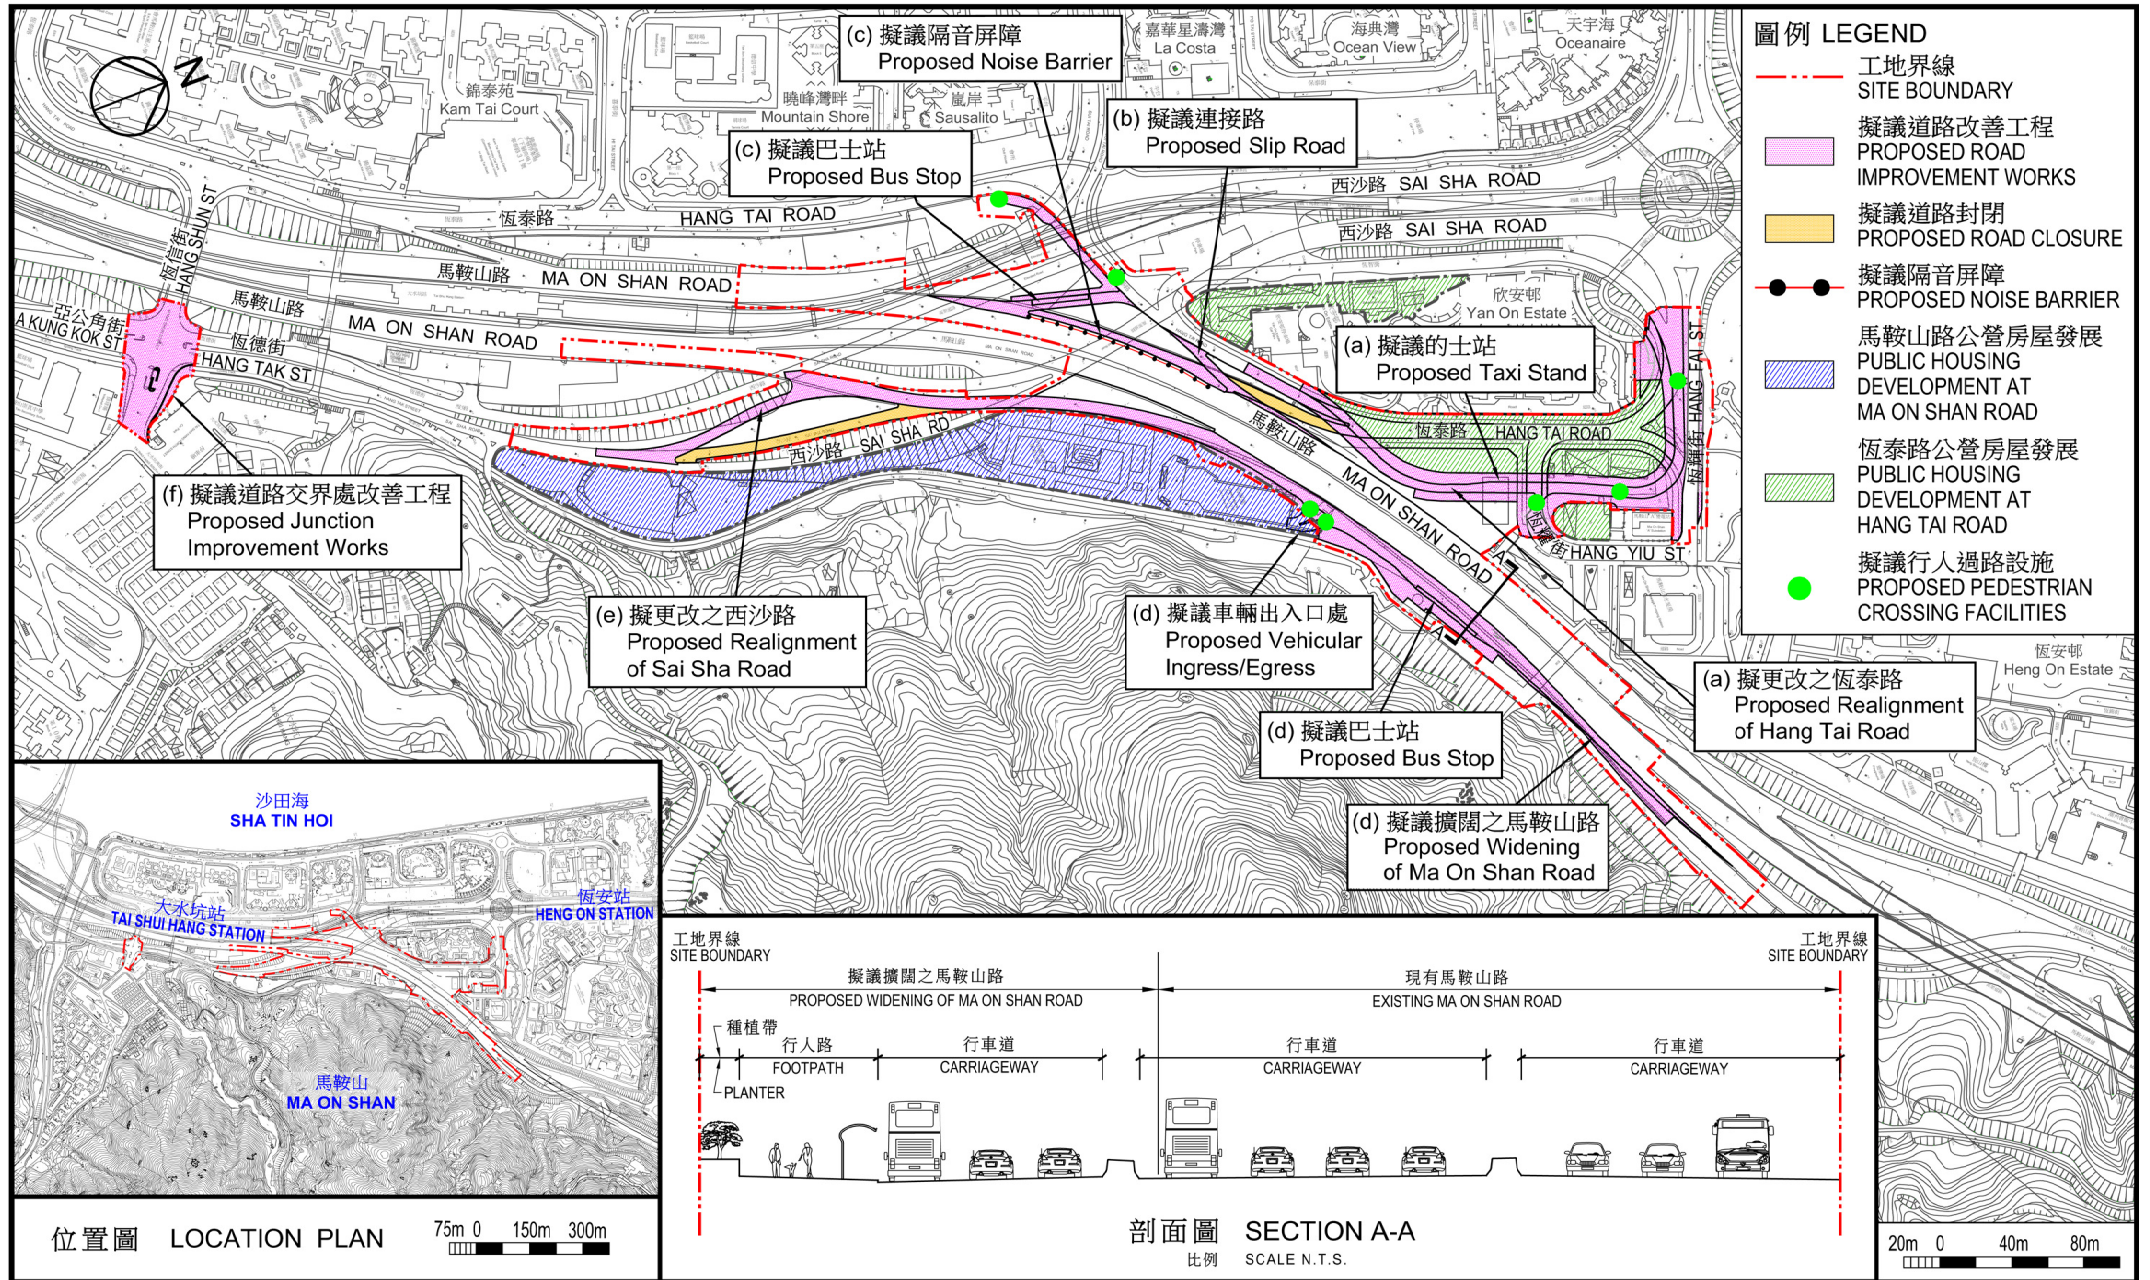 (c) 擬議隔音屏障
Proposed Noise Barrier
嘉華星濤灣
La Costa
海典灣
Ocean View
天宇海
Oceanaire
錦泰苑
Kam Tai Court
曉峰灣畔
Mountain Shore
嵐岸
Sausalito
N
(b) 擬議連接路
Proposed Slip Road
(c) 擬議巴士站
Proposed Bus Stop
西沙路 SAI SHA ROAD
西沙路 SAI SHA ROAD
恆泰路 HANG TAI ROAD
恆信街 HANG SHUN ST
馬鞍山路 MA ON SHAN ROAD
馬鞍山路 MA ON SHAN ROAD
亞公角街
A KUNG KOK ST
恆德街
HANG TAK ST
欣安邨
Yan On Estate
(a) 擬議的士站
Proposed Taxi Stand
恆泰路 HANG TAI ROAD
恆輝街 HANG FAI ST
恆耀街 HANG YIU ST
西沙路 SAI SHA RD
馬鞍山路 MA ON SHAN ROAD
A
A
(f) 擬議道路交界處改善工程
Proposed Junction
Improvement Works
(e) 擬更改之西沙路
Proposed Realignment
of Sai Sha Road
(d) 擬議車輛出入口處
Proposed Vehicular
Ingress/Egress
(d) 擬議巴士站
Proposed Bus Stop
(d) 擬議擴闊之馬鞍山路
Proposed Widening
of Ma On Shan Road
(a) 擬更改之恆泰路
Proposed Realignment
of Hang Tai Road
恆安邨
Heng On Estate
圖例 LEGEND
工地界線
SITE BOUNDARY
擬議道路改善工程
PROPOSED ROAD
IMPROVEMENT WORKS
擬議道路封閉
PROPOSED ROAD CLOSURE
擬議隔音屏障
PROPOSED NOISE BARRIER
馬鞍山路公營房屋發展
PUBLIC HOUSING
DEVELOPMENT AT
MA ON SHAN ROAD
恆泰路公營房屋發展
PUBLIC HOUSING
DEVELOPMENT AT
HANG TAI ROAD
擬議行人過路設施
PROPOSED PEDESTRIAN
CROSSING FACILITIES
沙田海
SHA TIN HOI
大水坑站
TAI SHUI HANG STATION
恆安站
HENG ON STATION
馬鞍山
MA ON SHAN
位置圖 LOCATION PLAN
75m 0 150m 300m
工地界線
SITE BOUNDARY
工地界線
SITE BOUNDARY
擬議擴闊之馬鞍山路
PROPOSED WIDENING OF MA ON SHAN ROAD
現有馬鞍山路
EXISTING MA ON SHAN ROAD
種植帶
PLANTER
行人路
FOOTPATH
行車道
CARRIAGEWAY
行車道
CARRIAGEWAY
行車道
CARRIAGEWAY
剖面圖 SECTION A-A
比例 SCALE N.T.S.
20m 0 40m 80m